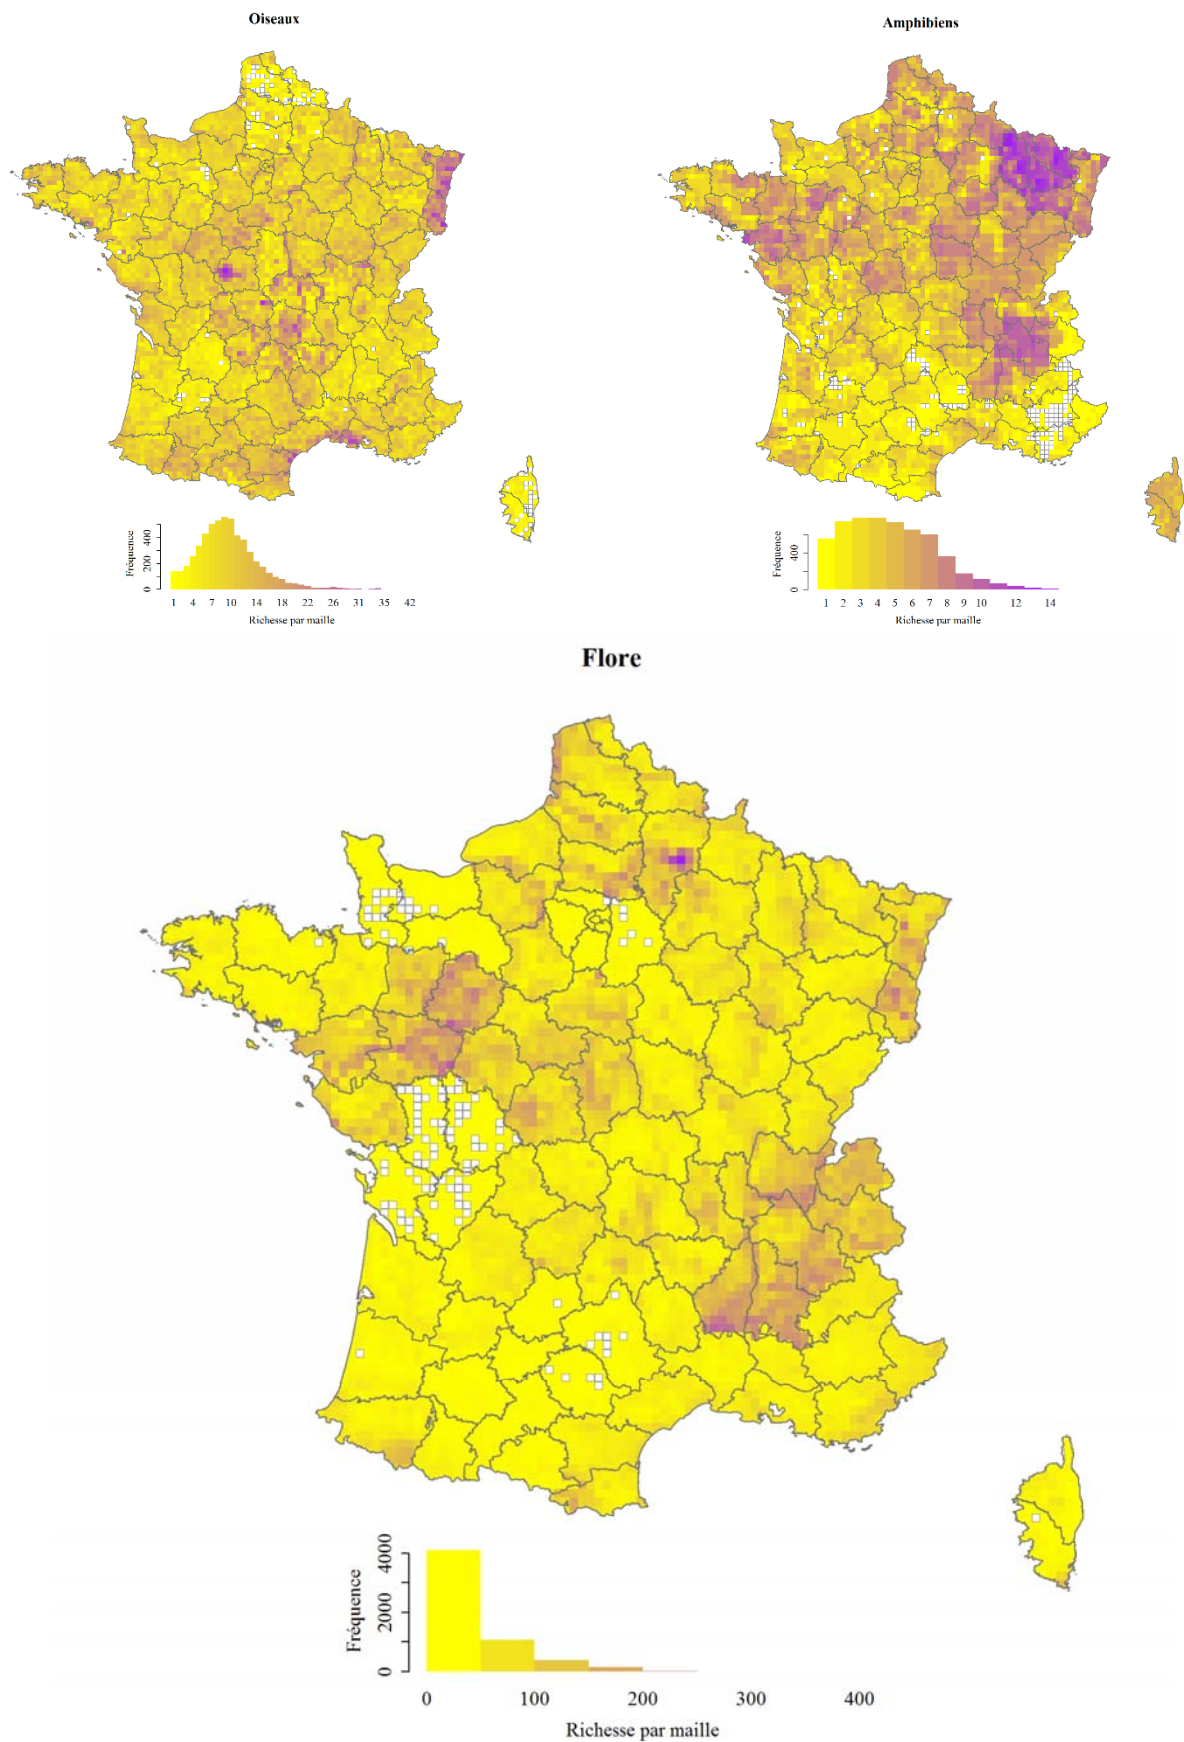 Oiseaux
Amphibiens
Fréquence
0 200 400
1 4 7 10 14 18 22 26 31 35 42
Richesse par maille
Fréquence
0 400
1 2 3 4 5 6 7 8 9 10 12 14
Richesse par maille
Flore
Fréquence
0 2000 4000
0 100 200 300 400
Richesse par maille